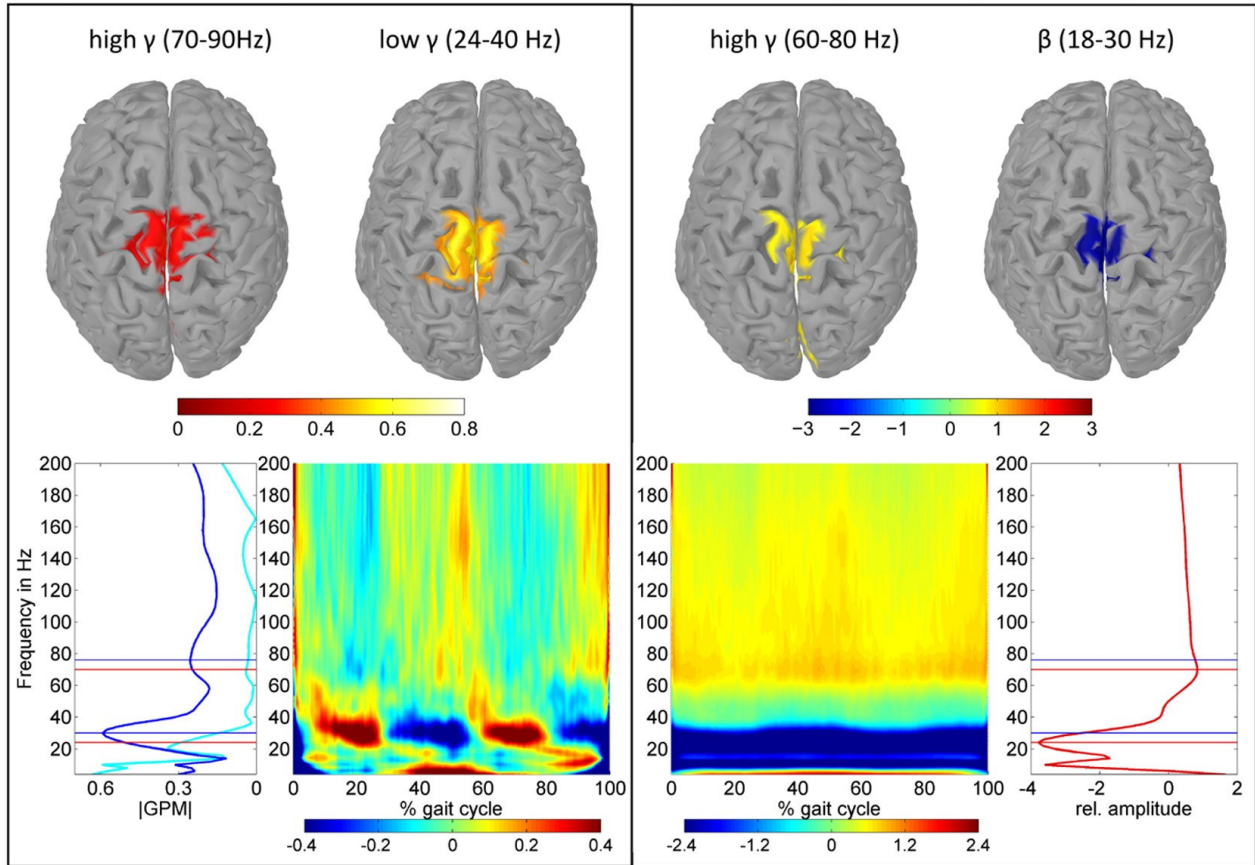 high γ (70-90Hz)
low γ (24-40 Hz)
high γ (60-80 Hz)
β (18-30 Hz)
0 0.2 0.4 0.6 0.8
−3 −2 −1 0 1 2 3
Frequency in Hz
200
160
120
100
80
60
40
20
0.6 0.3 0
|GPM|
200
180
160
140
120
100
80
60
40
20
0 20 40 60 80 100
% gait cycle
-0.4 -0.2 0 0.2 0.4
200
180
160
140
120
100
80
60
40
20
0 20 40 60 80 100
% gait cycle
-2.4 -1.2 0 1.2 2.4
200
160
120
100
80
60
40
20
-4 -2 0 2
rel. amplitude